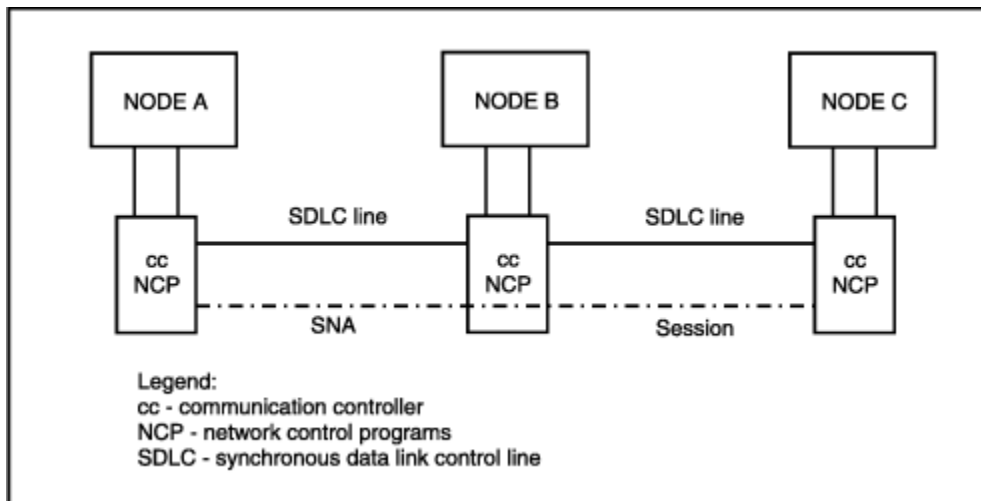 NODE A
NODE B
NODE C
SDLC line
SDLC line
cc
NCP
cc
NCP
cc
NCP
SNA
Session
Legend:
cc - communication controller
NCP - network control programs
SDLC - synchronous data link control line